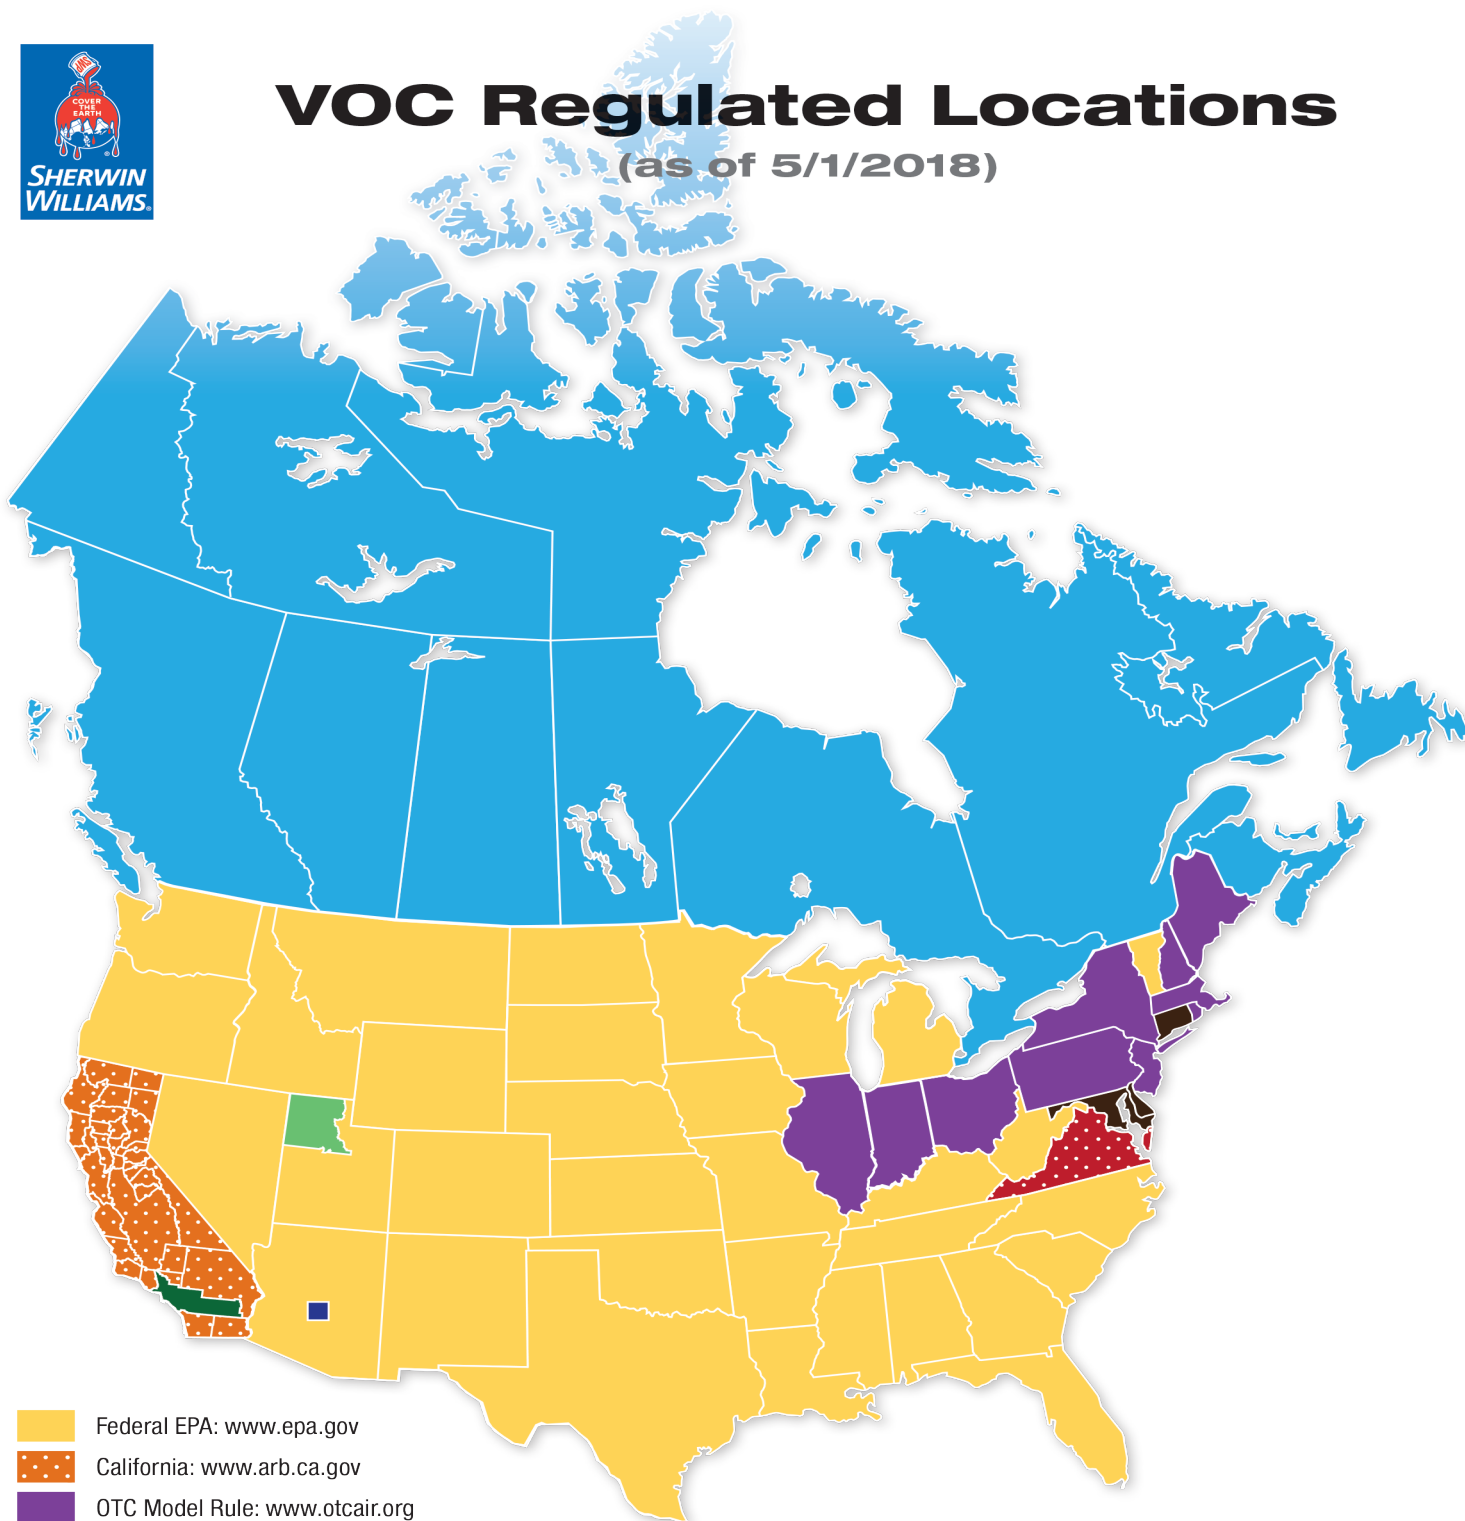 SWP
COVER
THE
EARTH
®
SHERWIN
WILLIAMS®
VOC Regulated Locations
(as of 5/1/2018)
Federal EPA: www.epa.gov
California: www.arb.ca.gov
OTC Model Rule: www.otcair.org